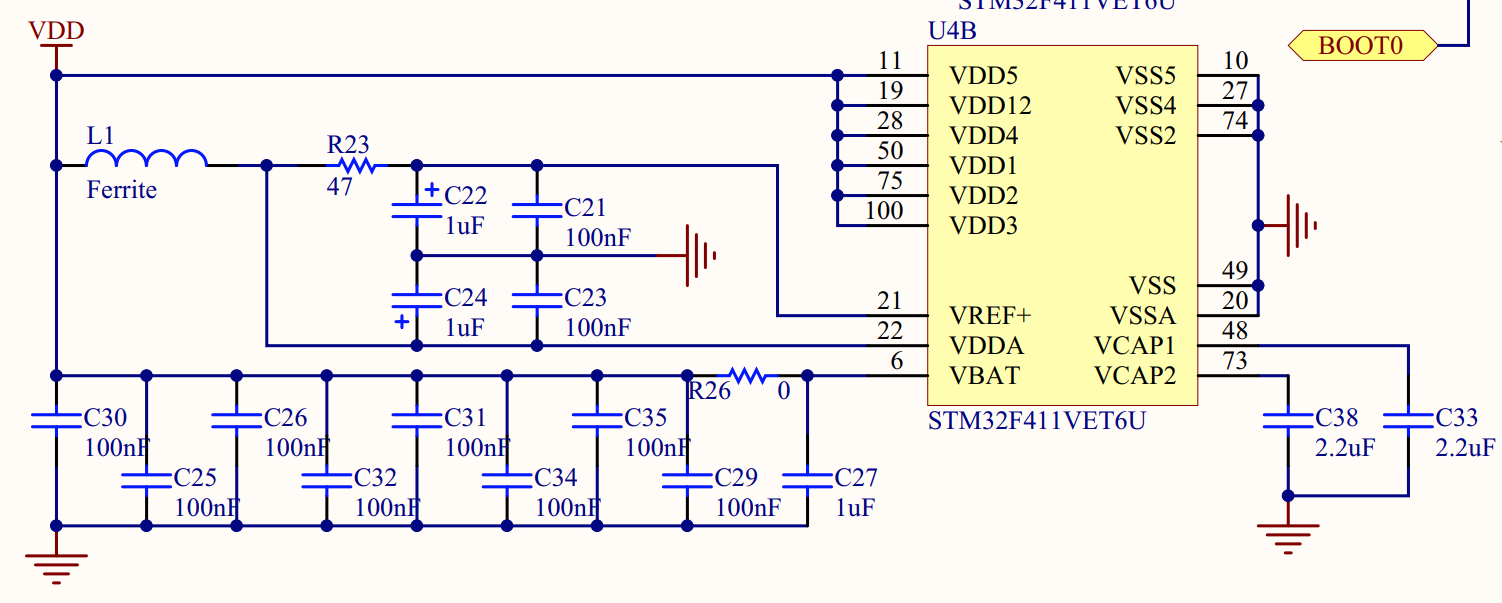 STM32F411VET6U
VDD
U4B
BOOT0
11 VDD5 VSS5 10
19 VDD12 VSS4 27
28 VDD4 VSS2 74
50 VDD1
75 VDD2
100 VDD3
L1
Ferrite
R23
47
C22
1uF
C21
100nF
C24
1uF
C23
100nF
VSS 49
21 VREF+ VSSA 20
22 VDDA VCAP1 48
6 VBAT VCAP2 73
STM32F411VET6U
R26 0
C30
100nF
C26
100nF
C31
100nF
C35
100nF
C25
100nF
C32
100nF
C34
100nF
C29
100nF
C27
1uF
C38
2.2uF
C33
2.2uF